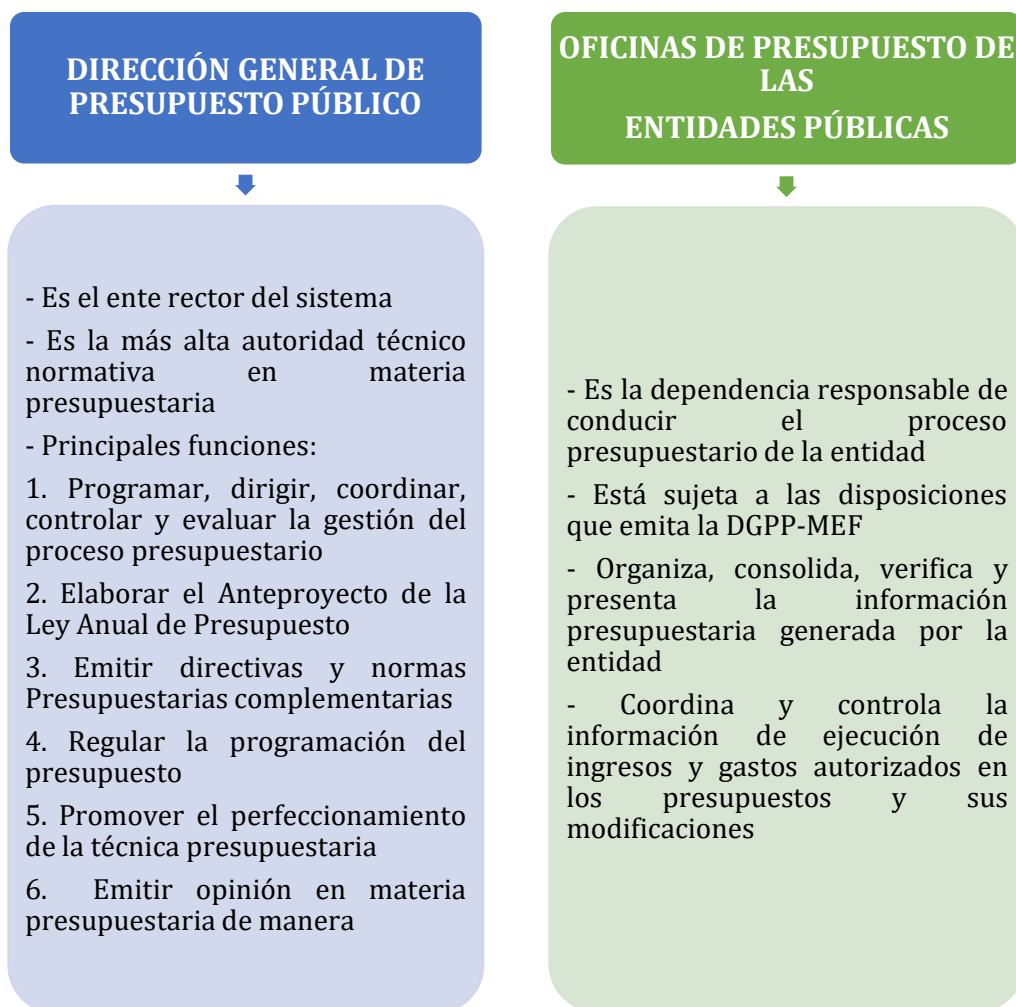 DIRECCIÓN GENERAL DE
PRESUPUESTO PÚBLICO
- Es el ente rector del sistema
- Es la más alta autoridad técnico
normativa en materia
presupuestaria
- Principales funciones:
1. Programar, dirigir, coordinar,
controlar y evaluar la gestión del
proceso presupuestario
2. Elaborar el Anteproyecto de la
Ley Anual de Presupuesto
3. Emitir directivas y normas
Presupuestarias complementarias
4. Regular la programación del
presupuesto
5. Promover el perfeccionamiento
de la técnica presupuestaria
6. Emitir opinión en materia
presupuestaria de manera
OFICINAS DE PRESUPUESTO DE
LAS
ENTIDADES PÚBLICAS
- Es la dependencia responsable de
conducir el proceso
presupuestario de la entidad
- Está sujeta a las disposiciones
que emita la DGPP-MEF
- Organiza, consolida, verifica y
presenta la información
presupuestaria generada por la
entidad
- Coordina y controla la
información de ejecución de
ingresos y gastos autorizados en
los presupuestos y sus
modificaciones